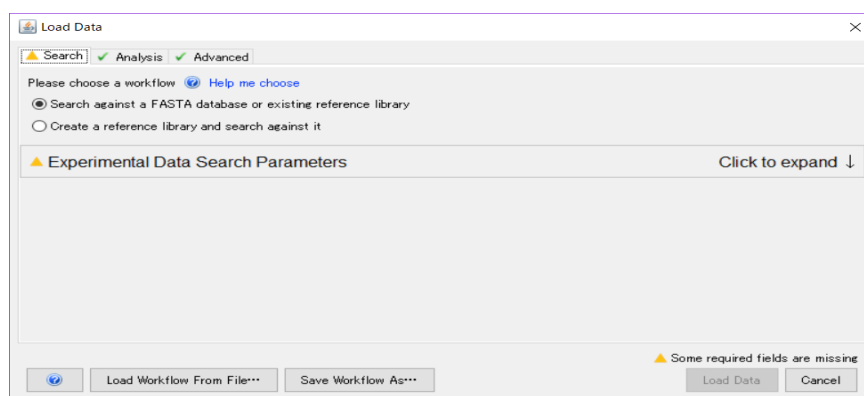 Load Data
Search Analysis Advanced
Please choose a workflow Help me choose
Search against a FASTA database or existing reference library
Create a reference library and search against it
Experimental Data Search Parameters Click to expand ↓
Some required fields are missing
Load Workflow From File··· Save Workflow As··· Load Data Cancel